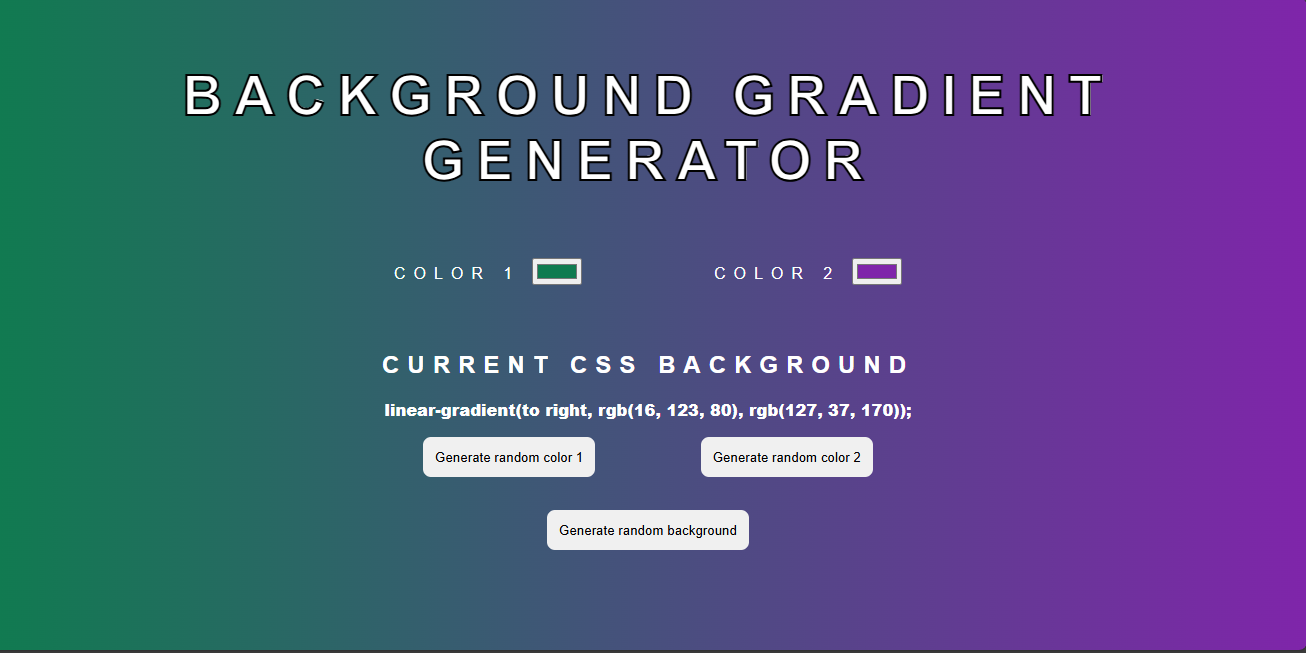 BACKGROUND GRADIENT
GENERATOR
COLOR 1
COLOR 2
CURRENT CSS BACKGROUND
linear-gradient(to right, rgb(16, 123, 80), rgb(127, 37, 170));
Generate random color 1
Generate random color 2
Generate random background